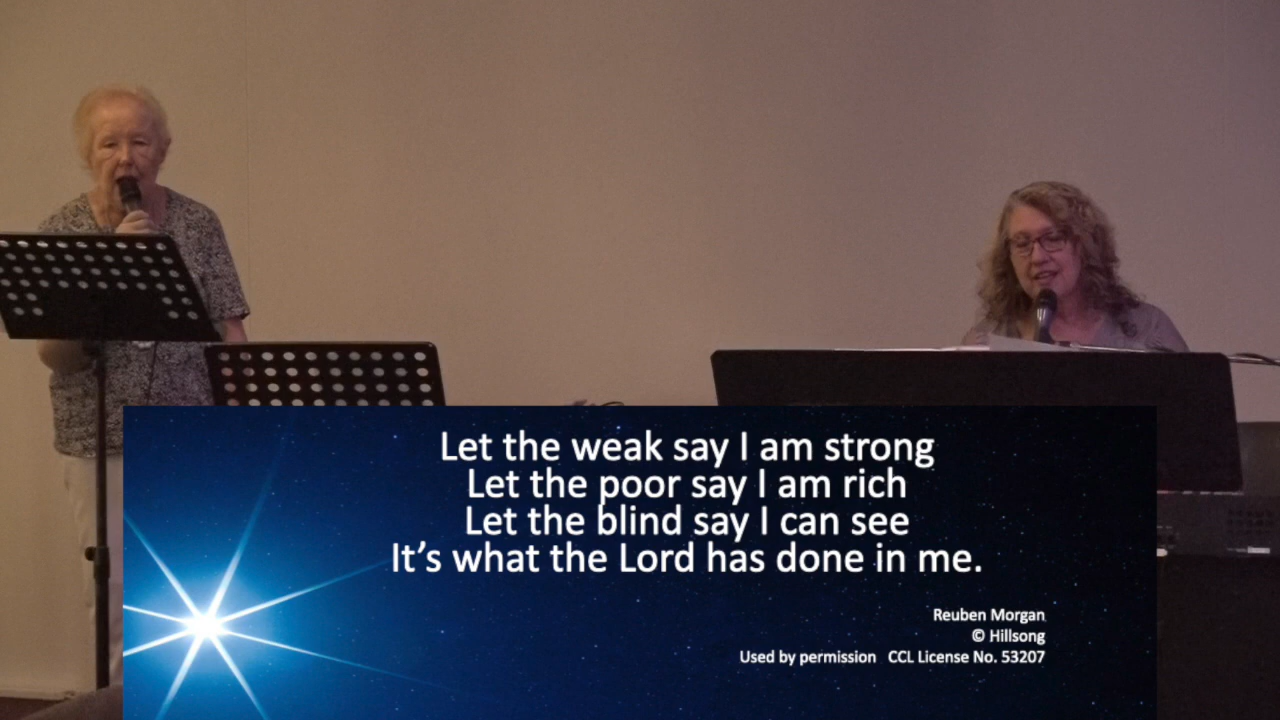 Let the weak say I am strong
Let the poor say I am rich
Let the blind say I can see
It’s what the Lord has done in me.
Reuben Morgan
© Hillsong
Used by permission CCL License No. 53207